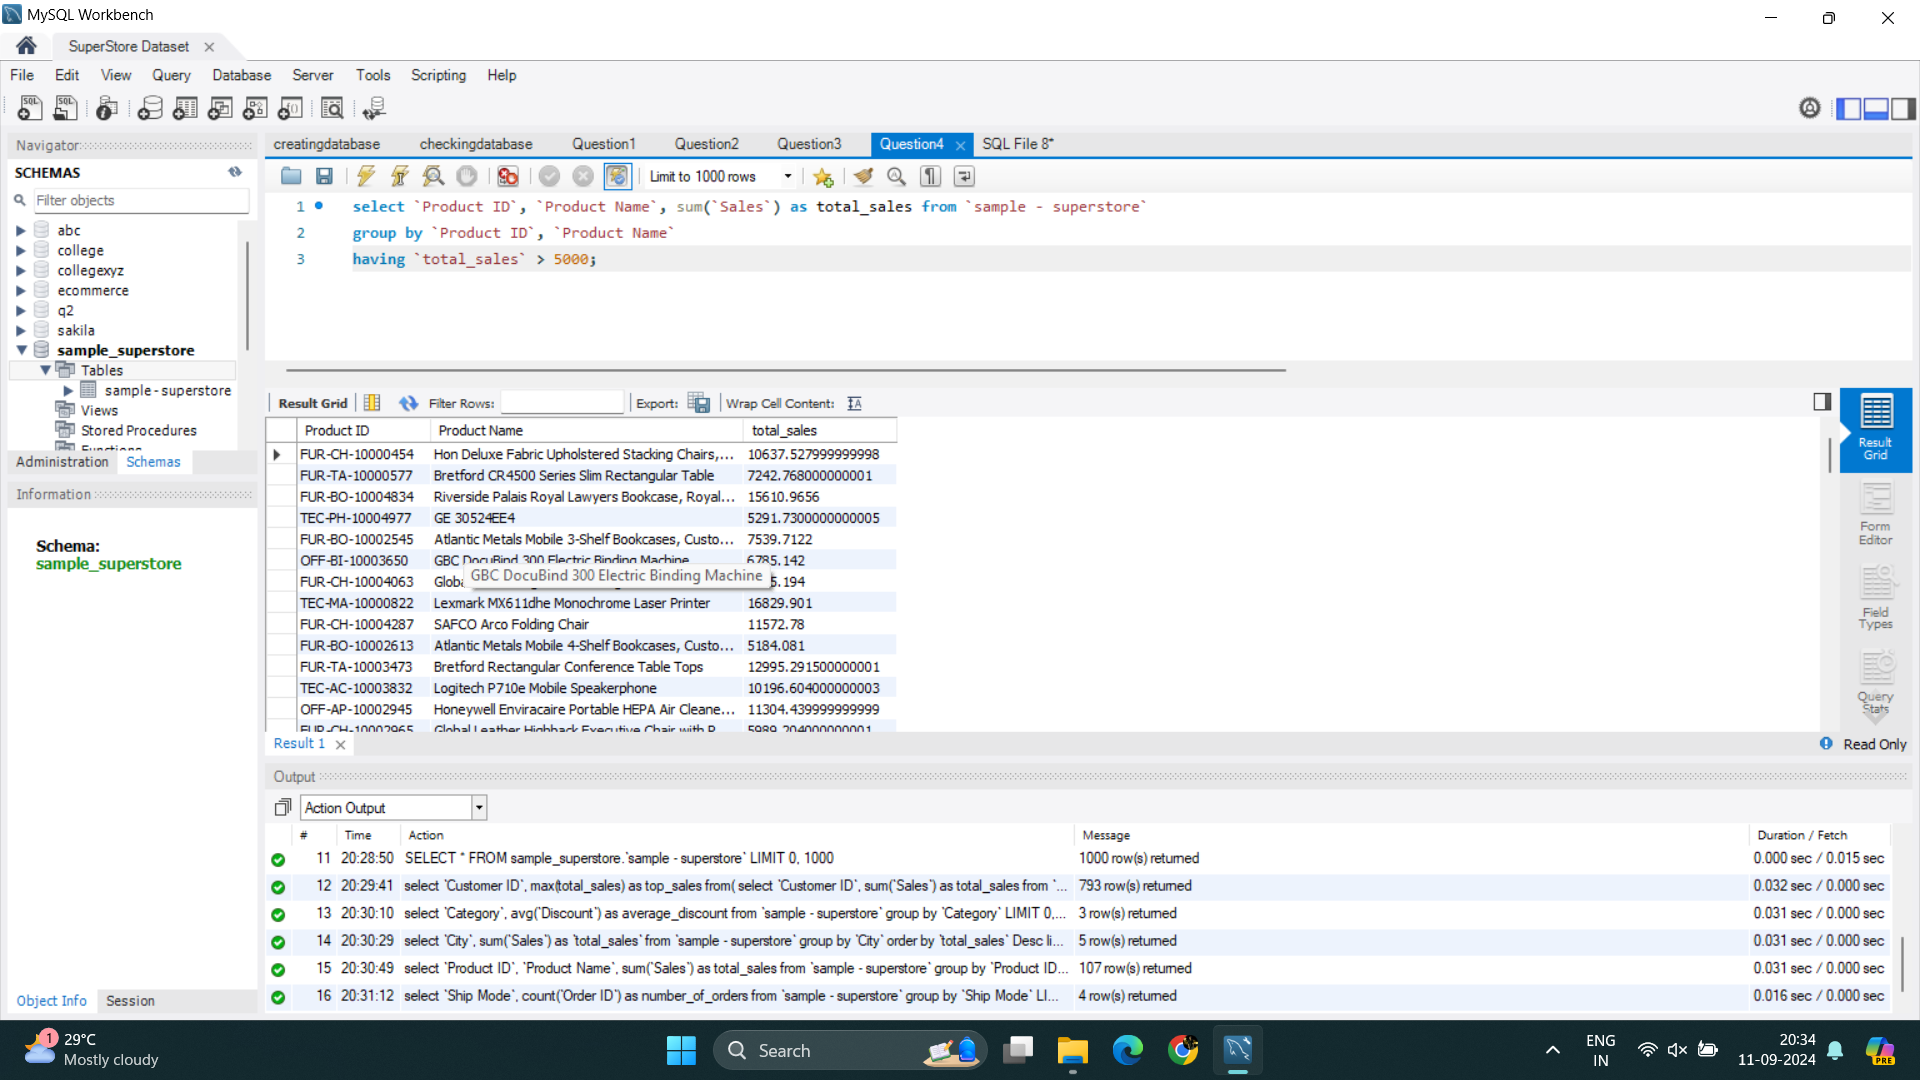 MySQL Workbench
SuperStore Dataset
File Edit View Query Database Server Tools Scripting Help
Navigator
SCHEMAS
Filter objects
abc
college
collegexyz
ecommerce
q2
sakila
sample_superstore
Tables
sample - superstore
Views
Stored Procedures
Functions
Administration Schemas
Information
Schema:
sample_superstore
Object Info Session
creatingdatabase checkingdatabase Question1 Question2 Question3 Question4 SQL File 8*
Limit to 1000 rows
1 select `Product ID`, `Product Name`, sum(`Sales`) as total_sales from `sample - superstore`
2 group by `Product ID`, `Product Name`
3 having `total_sales` > 5000;
Result Grid Filter Rows: Export: Wrap Cell Content:
Product ID Product Name total_sales
FUR-CH-10000454 Hon Deluxe Fabric Upholstered Stacking Chairs,... 10637.527999999998
FUR-TA-10000577 Bretford CR4500 Series Slim Rectangular Table 7242.768000000001
FUR-BO-10004834 Riverside Palais Royal Lawyers Bookcase, Royal... 15610.9656
TEC-PH-10004977 GE 30524EE4 5291.7300000000005
FUR-BO-10002545 Atlantic Metals Mobile 3-Shelf Bookcases, Custo... 7539.7122
OFF-BI-10003650 GBC DocuBind 300 Electric Binding Machine 6785.142
GBC DocuBind 300 Electric Binding Machine
FUR-CH-10004063 Globa 5.194
TEC-MA-10000822 Lexmark MX611dhe Monochrome Laser Printer 16829.901
FUR-CH-10004287 SAFCO Arco Folding Chair 11572.78
FUR-BO-10002613 Atlantic Metals Mobile 4-Shelf Bookcases, Custo... 5184.081
FUR-TA-10003473 Bretford Rectangular Conference Table Tops 12995.291500000001
TEC-AC-10003832 Logitech P710e Mobile Speakerphone 10196.604000000003
OFF-AP-10002945 Honeywell Enviracaire Portable HEPA Air Cleane... 11304.439999999999
FUR-CH-10002965 Global Leather Highback Executive Chair with P... 5989.204000000001
Result Grid
Form Editor
Field Types
Query Stats
Result 1
Read Only
Output
Action Output
# Time Action Message Duration / Fetch
11 20:28:50 SELECT * FROM sample_superstore.`sample - superstore` LIMIT 0, 1000 1000 row(s) returned 0.000 sec / 0.015 sec
12 20:29:41 select `Customer ID`, max(total_sales) as top_sales from( select `Customer ID`, sum(`Sales`) as total_sales from `... 793 row(s) returned 0.032 sec / 0.000 sec
13 20:30:10 select `Category`, avg(`Discount`) as average_discount from `sample - superstore` group by `Category` LIMIT 0,... 3 row(s) returned 0.031 sec / 0.000 sec
14 20:30:29 select `City`, sum(`Sales`) as `total_sales` from `sample - superstore` group by `City` order by `total_sales` Desc li... 5 row(s) returned 0.031 sec / 0.000 sec
15 20:30:49 select `Product ID`, `Product Name`, sum(`Sales`) as total_sales from `sample - superstore` group by `Product ID... 107 row(s) returned 0.031 sec / 0.000 sec
16 20:31:12 select `Ship Mode`, count(`Order ID`) as number_of_orders from `sample - superstore` group by `Ship Mode` LI... 4 row(s) returned 0.016 sec / 0.000 sec
1
29°C
Mostly cloudy
Search
ENG
IN
20:34
11-09-2024
PRE